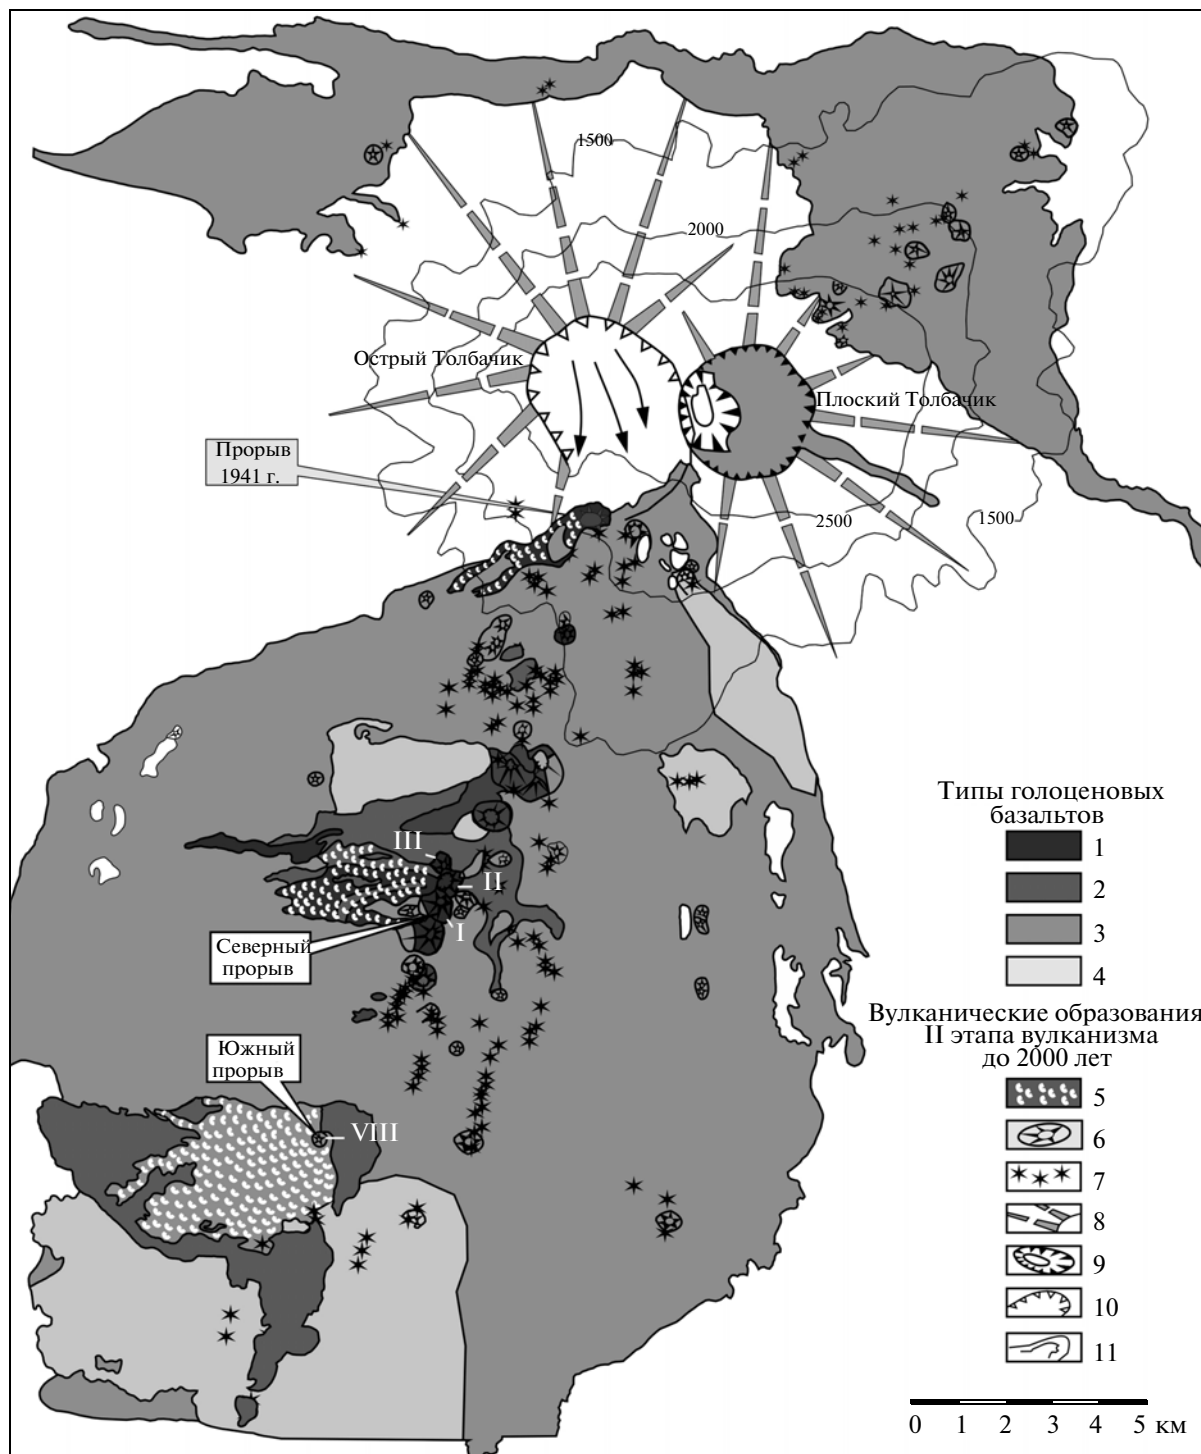 1500
2000
Острый Толбачик
Плоский Толбачик
Прорыв
1941 г.
2500
1500
Типы голоценовых
базальтов
1
2
3
4
III
II
I
Северный
прорыв
Вулканические образования
II этапа вулканизма
до 2000 лет
Южный
прорыв
VIII
5
6
7
8
9
10
11
0 1 2 3 4 5 км